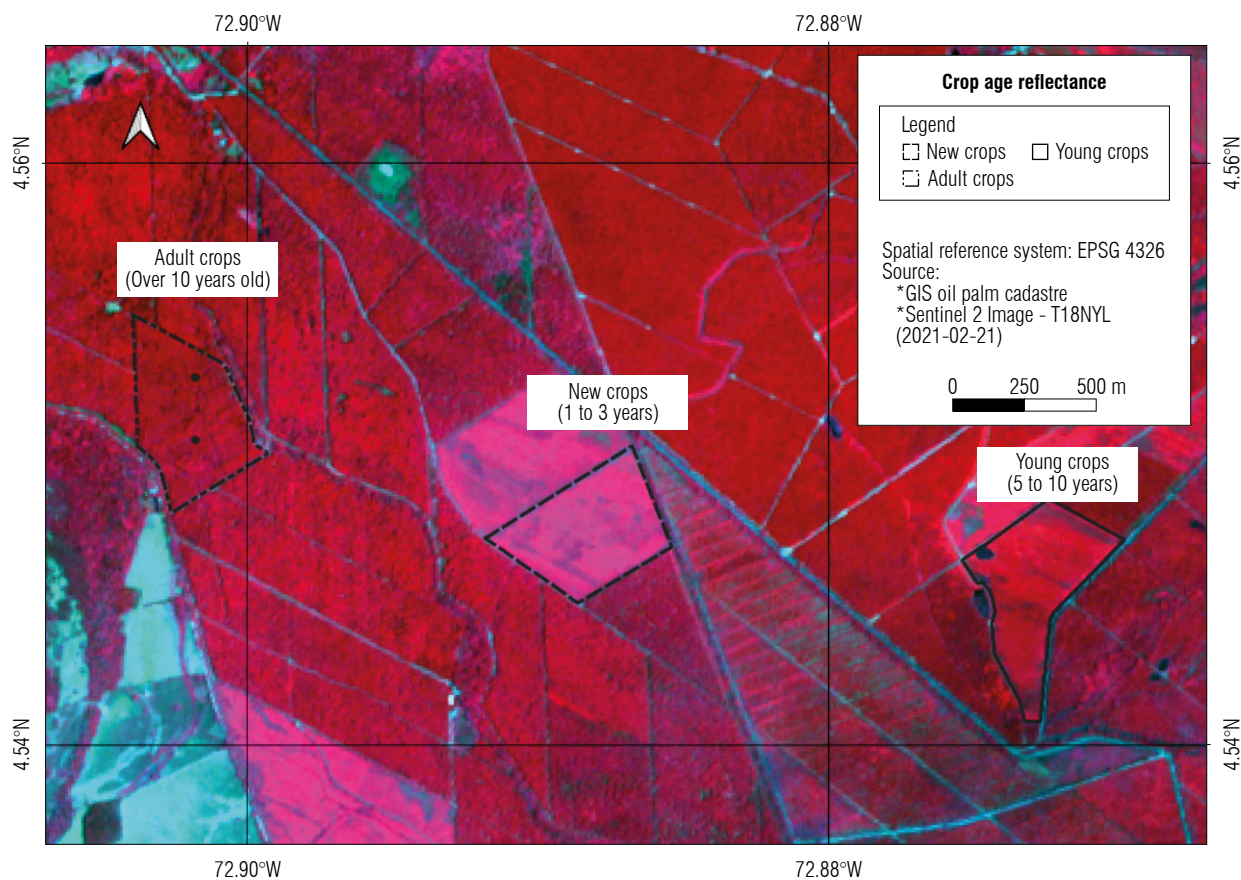 72.90°W
72.88°W
Crop age reflectance
Legend
New crops
Young crops
Adult crops
4.56°N
4.56°N
Spatial reference system: EPSG 4326
Source:
*GIS oil palm cadastre
*Sentinel 2 Image - T18NYL
(2021-02-21)
0 250 500 m
Adult crops
(Over 10 years old)
New crops
(1 to 3 years)
Young crops
(5 to 10 years)
4.54°N
4.54°N
72.90°W
72.88°W